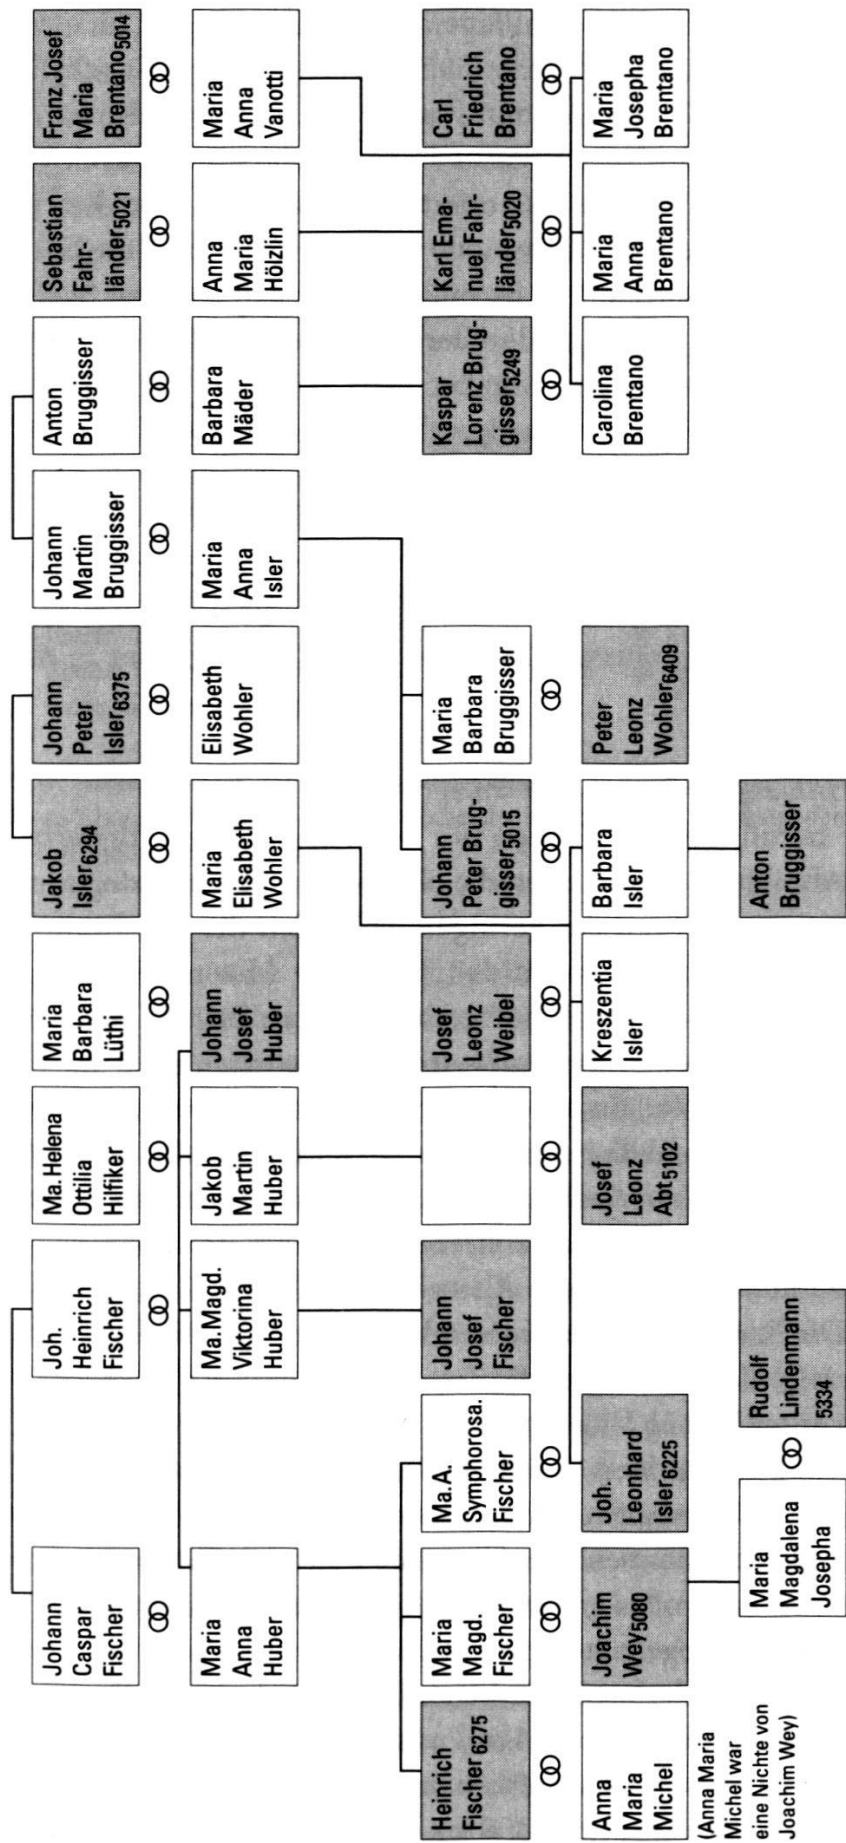 Johann
Caspar
Fischer
Joh.
Heinrich
Fischer
Ma. Helena
Ottilia
Hilfiker
Maria
Barbara
Lüthi
Jakob
Isler6294
Johann
Peter
Isler6375
Johann
Martin
Bruggisser
Anton
Bruggisser
Sebastian
Fahr-
länder5021
Franz Josef
Maria
Brentano5014
Maria
Anna
Huber
Ma. Magd.
Viktorina
Huber
Jakob
Martin
Huber
Johann
Josef
Huber
Maria
Elisabeth
Wohler
Elisabeth
Wohler
Maria
Anna
Isler
Barbara
Mäder
Anna
Maria
Hölzlin
Maria
Anna
Vanotti
Heinrich
Fischer 6275
Maria
Magd.
Fischer
Ma. A.
Symphorosa.
Fischer
Johann
Josef
Fischer
Josef
Leonz
Weibel
Johann
Peter Brug-
gisser5015
Maria
Barbara
Bruggisser
Kaspar
Lorenz Brug-
gisser5249
Karl Ema-
nuel Fahr-
länder5020
Carl
Friedrich
Brentano
Anna
Maria
Michel
Joachim
Wey5080
Joh.
Leonhard
Isler6225
Josef
Leonz
Abt5102
Kreszentia
Isler
Barbara
Isler
Peter
Leonz
Wohler6409
Carolina
Brentano
Maria
Anna
Brentano
Maria
Josepha
Brentano
(Anna Maria
Michel war
eine Nichte von
Joachim Wey)
Maria
Magdalena
Josepha
Rudolf
Lindenmann
5334
Anton
Bruggisser